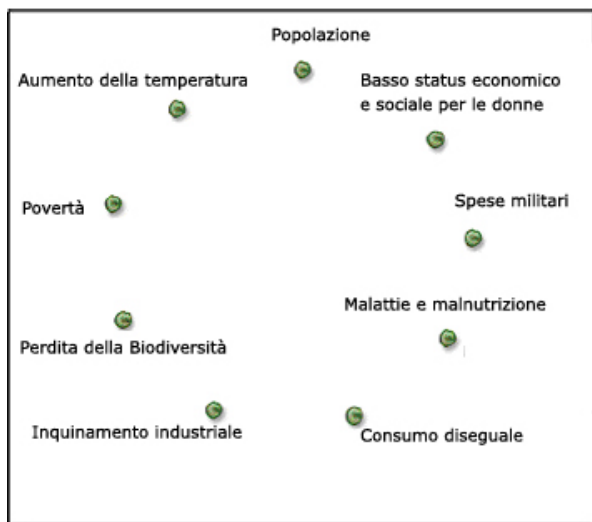 Popolazione
Aumento della temperatura
Basso status economico
e sociale per le donne
Povertà
Spese militari
Malattie e malnutrizione
Perdita della Biodiversità
Inquinamento industriale
Consumo diseguale